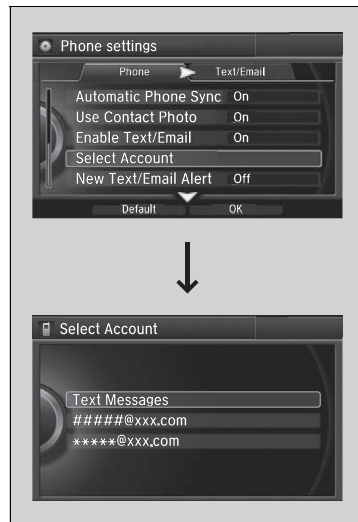 Phone settings
Phone Text/Email
Automatic Phone Sync On
Use Contact Photo On
Enable Text/Email On
Select Account
New Text/Email Alert Off
Default OK
Select Account
Text Messages
#####@xxx.com
*****@xxx.com